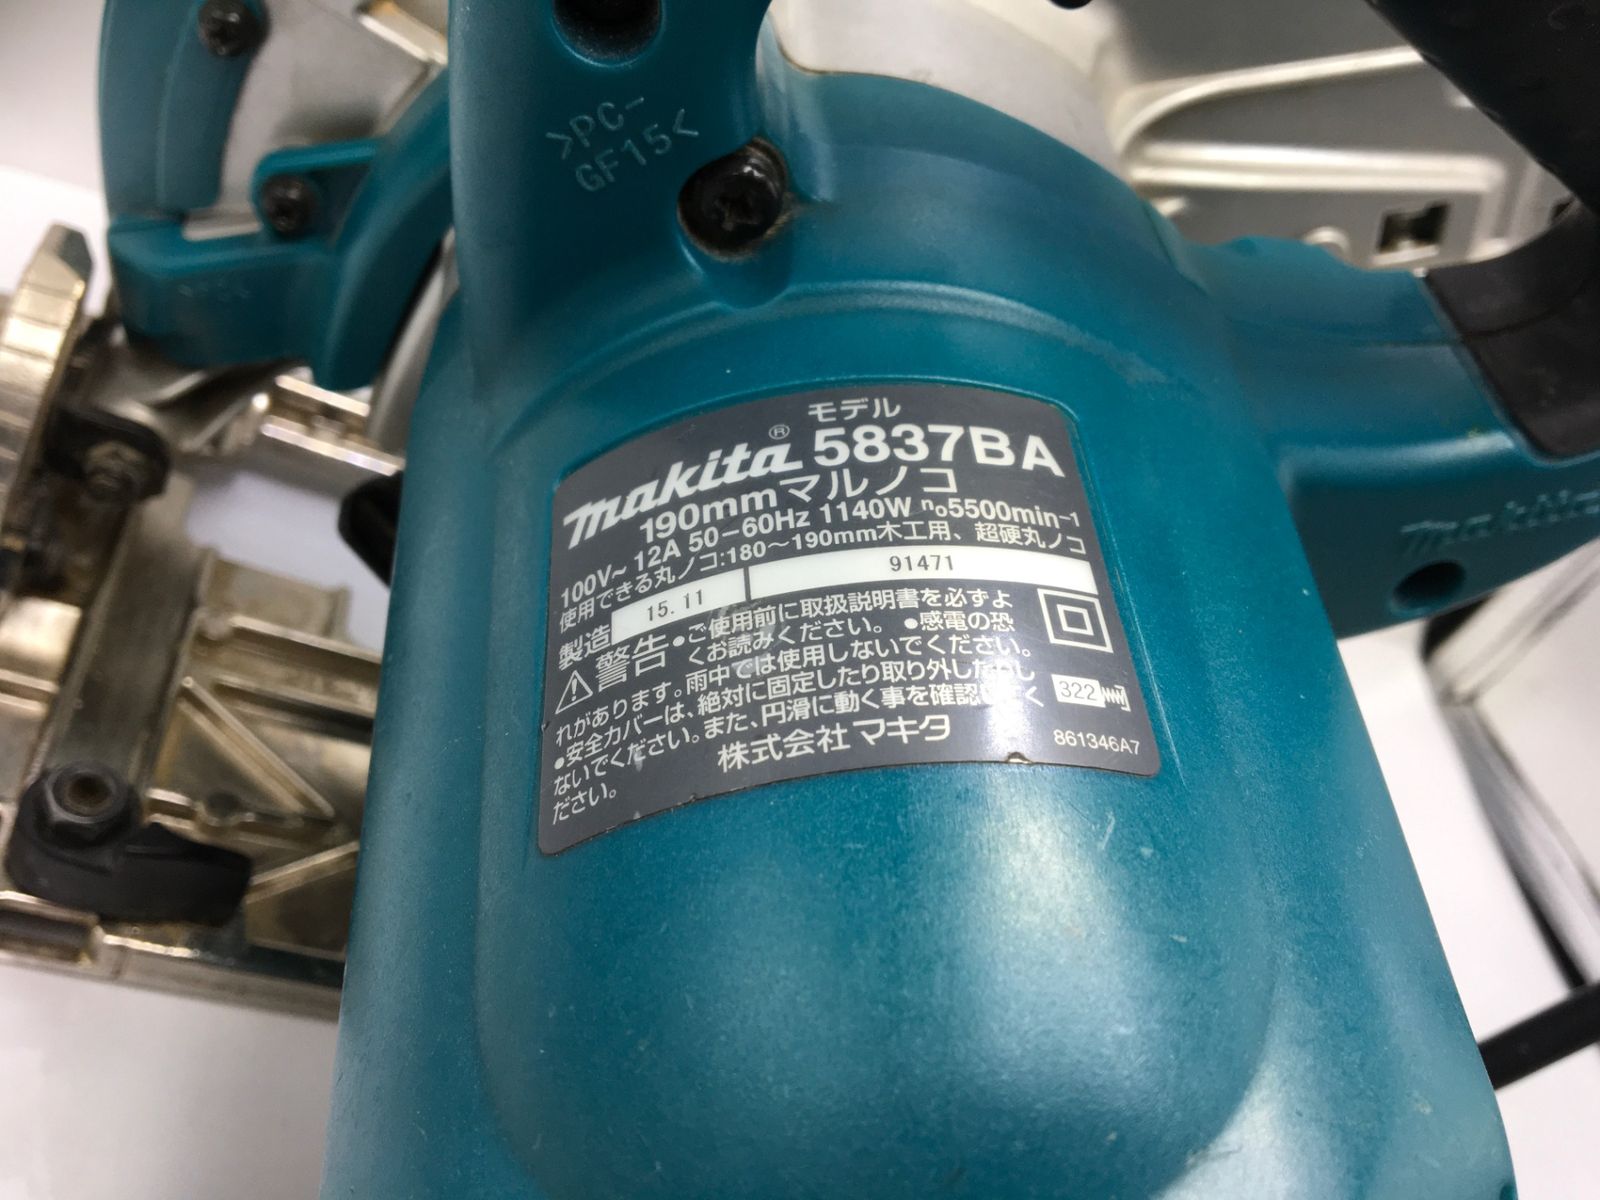 >PC-
GF15<
モデル
makita® 5837BA
190mmマルノコ
100V~ 12A 50-60Hz 1140W n₀5500min⁻¹
使用できる丸ノコ:180〜190mm木工用、超硬丸ノコ
製造 15.11 91471
⚠警告 •ご使用前に取扱説明書を必ずよ
くお読みください。 •感電の恐
れがあります。雨中では使用しないでください。
•安全カバーは、絶対に固定したり取り外したりし
ないでください。また、円滑に動く事を確認して
ください。
322
株式会社マキタ
861346A7
makita